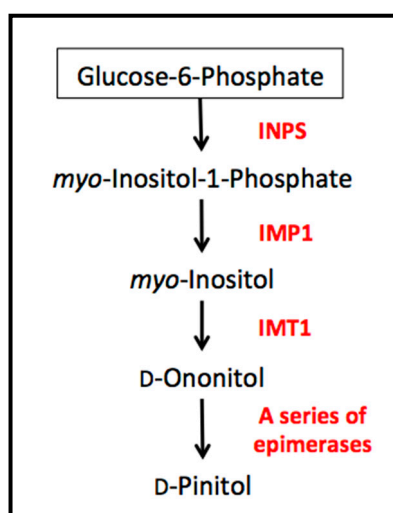 Glucose-6-Phosphate
INPS
myo-Inositol-1-Phosphate
IMP1
myo-Inositol
IMT1
D-Ononitol
A series of
epimerases
D-Pinitol